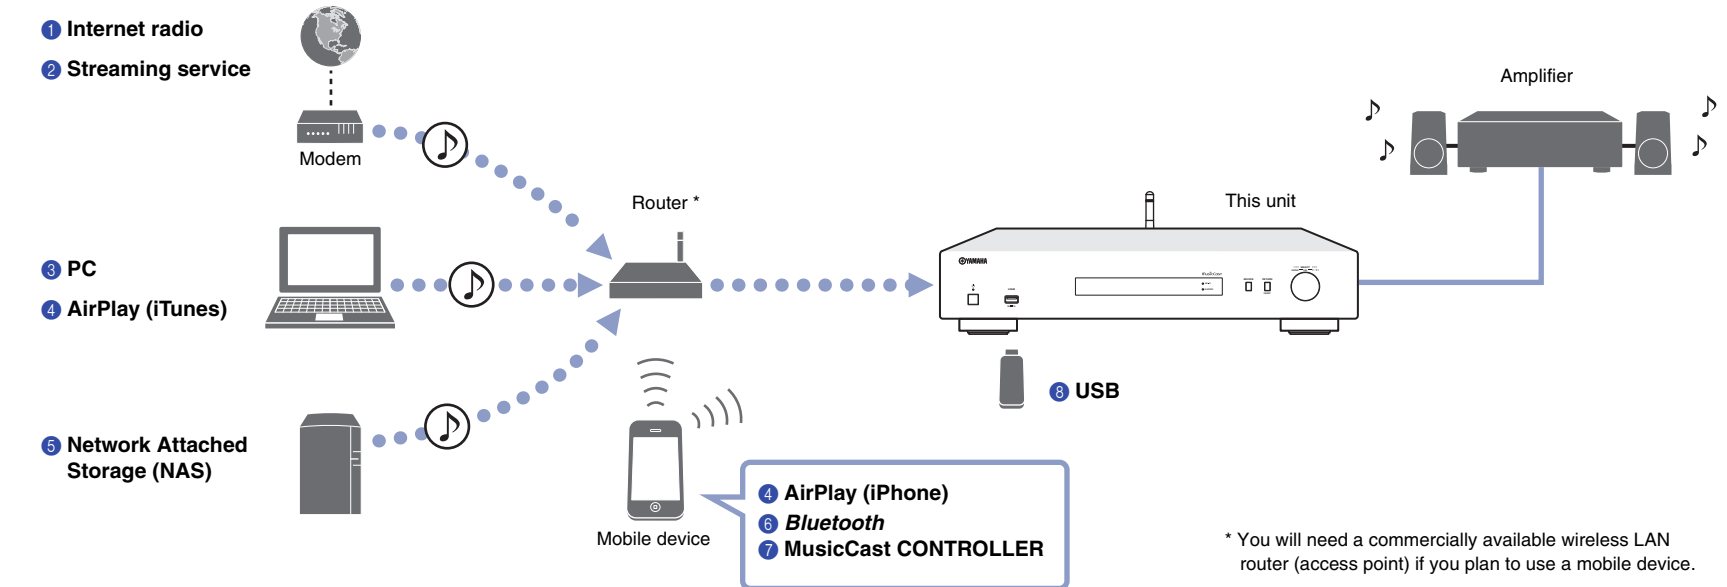 1 Internet radio
2 Streaming service
Modem
3 PC
4 AirPlay (iTunes)
5 Network Attached
Storage (NAS)
Router *
Mobile device
4 AirPlay (iPhone)
6 Bluetooth
7 MusicCast CONTROLLER
This unit
YAMAHA
8 USB
Amplifier
* You will need a commercially available wireless LAN
router (access point) if you plan to use a mobile device.